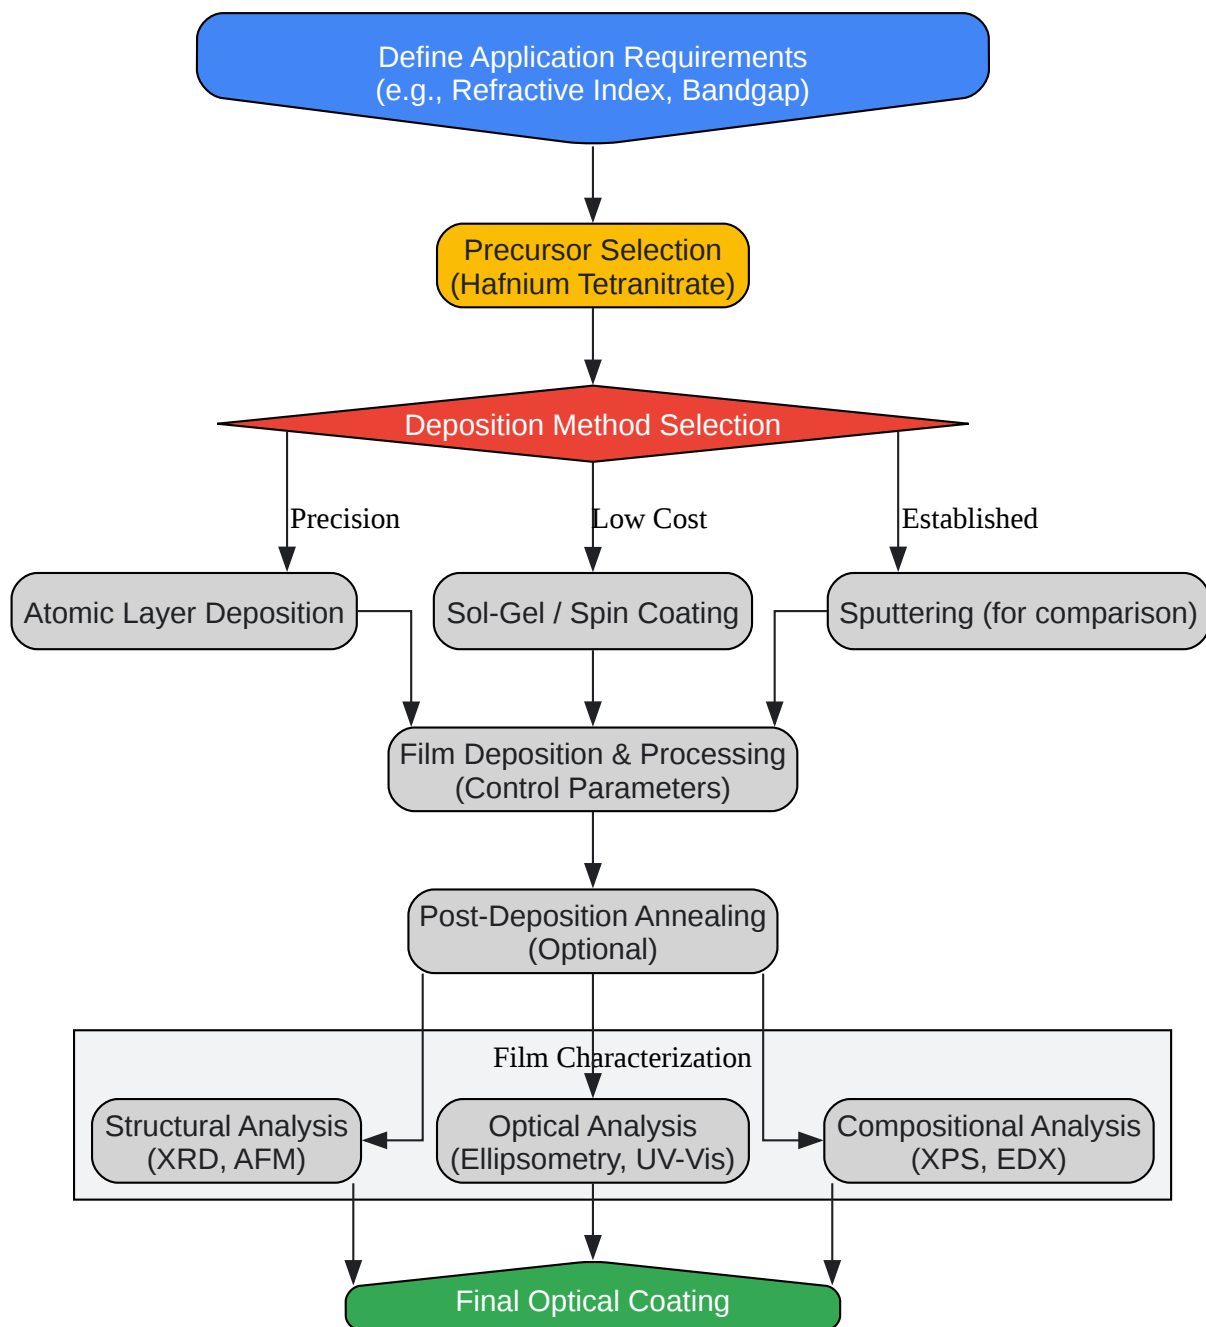 Define Application Requirements
(e.g., Refractive Index, Bandgap)
Precursor Selection
(Hafnium Tetranitrate)
Deposition Method Selection
Precision
Low Cost
Established
Atomic Layer Deposition
Sol-Gel / Spin Coating
Sputtering (for comparison)
Film Deposition & Processing
(Control Parameters)
Post-Deposition Annealing
(Optional)
Film Characterization
Structural Analysis
(XRD, AFM)
Optical Analysis
(Ellipsometry, UV-Vis)
Compositional Analysis
(XPS, EDX)
Final Optical Coating